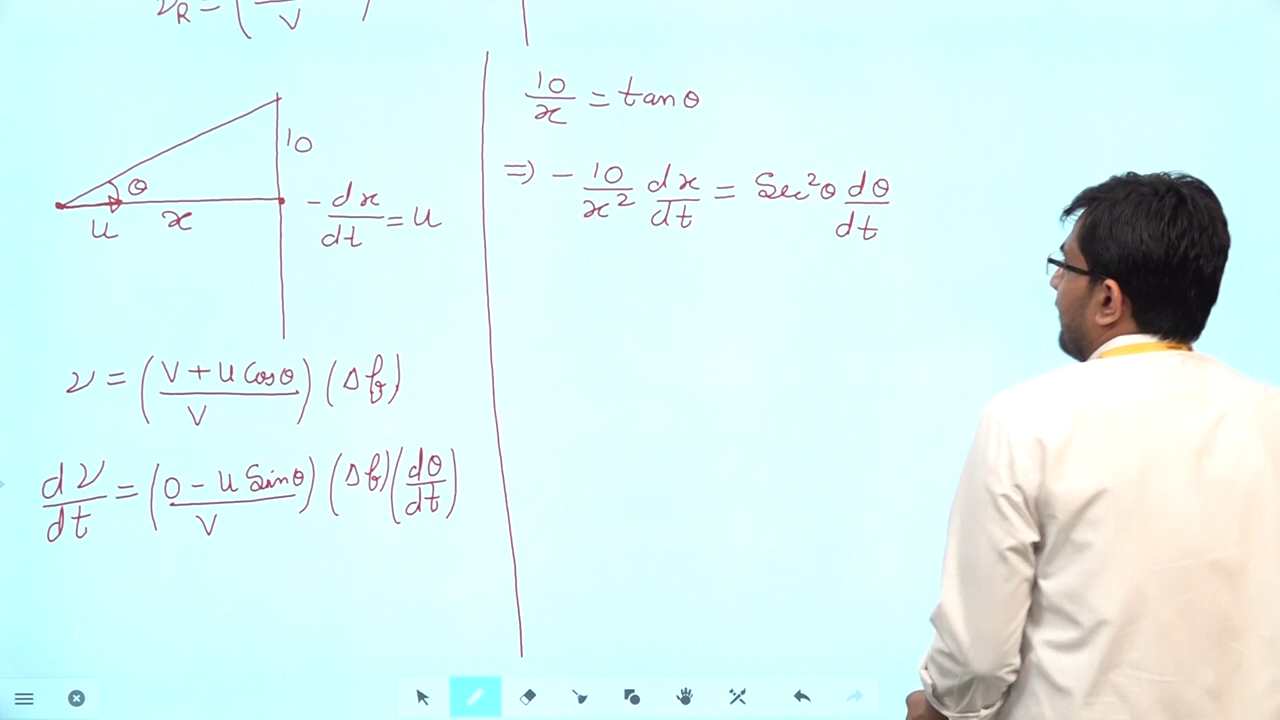 ν_R = ( / V )
10
θ
u x
-dx/dt = u
ν = (V + u Cosθ / V) (Δf)
dν/dt = (0 - u Sinθ / V) (Δf) (dθ/dt)
10/x = tanθ
⇒ - 10/x² dx/dt = Sec²θ dθ/dt